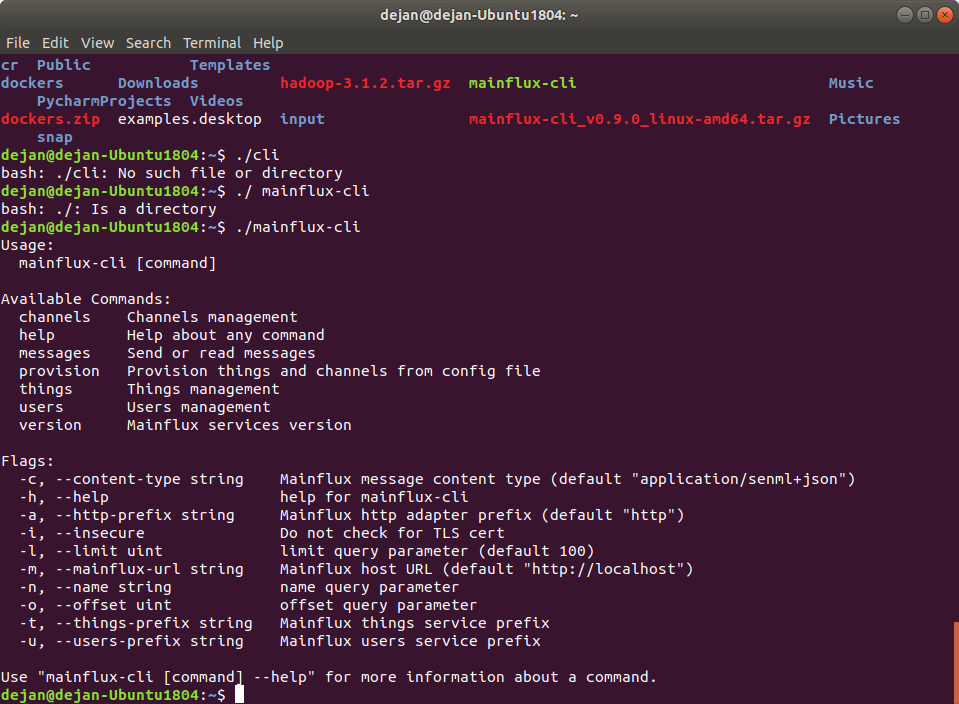 dejan@dejan-Ubuntu1804: ~
File Edit View Search Terminal Help
cr Public Templates
dockers Downloads hadoop-3.1.2.tar.gz mainflux-cli Music
PycharmProjects Videos
dockers.zip examples.desktop input mainflux-cli_v0.9.0_linux-amd64.tar.gz Pictures
snap
dejan@dejan-Ubuntu1804:~$ ./cli
bash: ./cli: No such file or directory
dejan@dejan-Ubuntu1804:~$ ./ mainflux-cli
bash: ./: Is a directory
dejan@dejan-Ubuntu1804:~$ ./mainflux-cli
Usage:
mainflux-cli [command]
Available Commands:
channels Channels management
help Help about any command
messages Send or read messages
provision Provision things and channels from config file
things Things management
users Users management
version Mainflux services version
Flags:
-c, --content-type string Mainflux message content type (default "application/senml+json")
-h, --help help for mainflux-cli
-a, --http-prefix string Mainflux http adapter prefix (default "http")
-i, --insecure Do not check for TLS cert
-l, --limit uint limit query parameter (default 100)
-m, --mainflux-url string Mainflux host URL (default "http://localhost")
-n, --name string name query parameter
-o, --offset uint offset query parameter
-t, --things-prefix string Mainflux things service prefix
-u, --users-prefix string Mainflux users service prefix
Use "mainflux-cli [command] --help" for more information about a command.
dejan@dejan-Ubuntu1804:~$